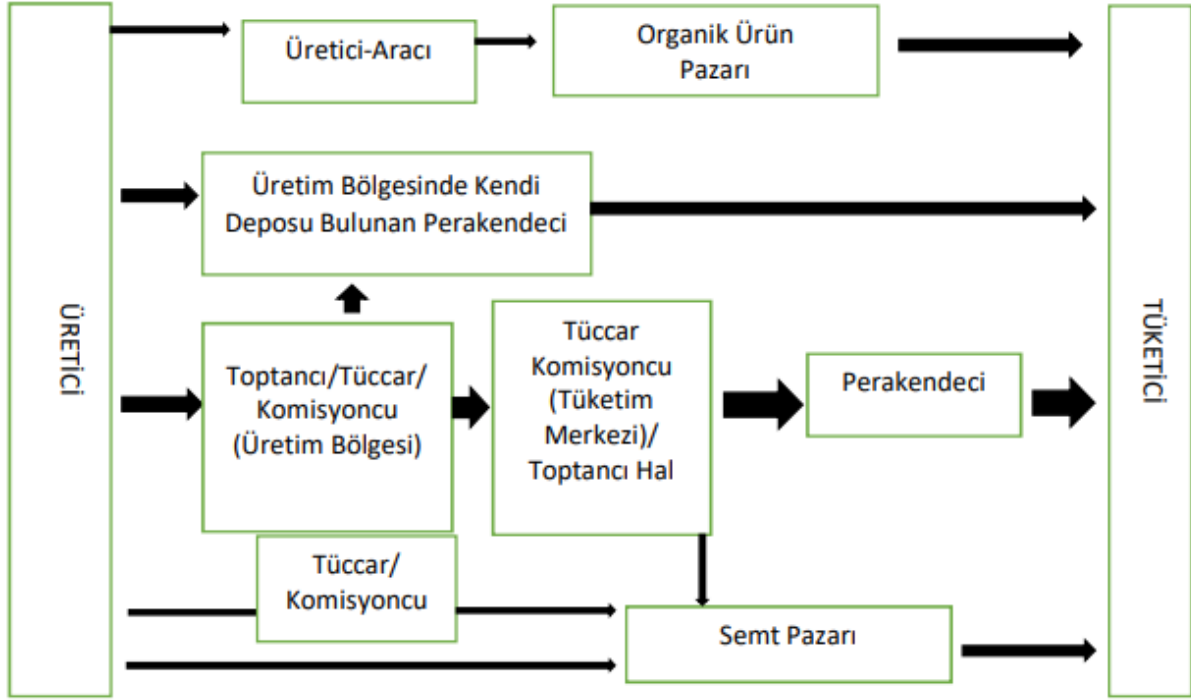 ÜRETİCİ
Üretici-Aracı
Organik Ürün
Pazarı
Üretim Bölgesinde Kendi
Deposu Bulunan Perakendeci
Toptancı/Tüccar/
Komisyoncu
(Üretim Bölgesi)
Tüccar
Komisyoncu
(Tüketim
Merkezi)/
Toptancı Hal
Perakendeci
Tüccar/
Komisyoncu
Semt Pazarı
TÜKETİCİ